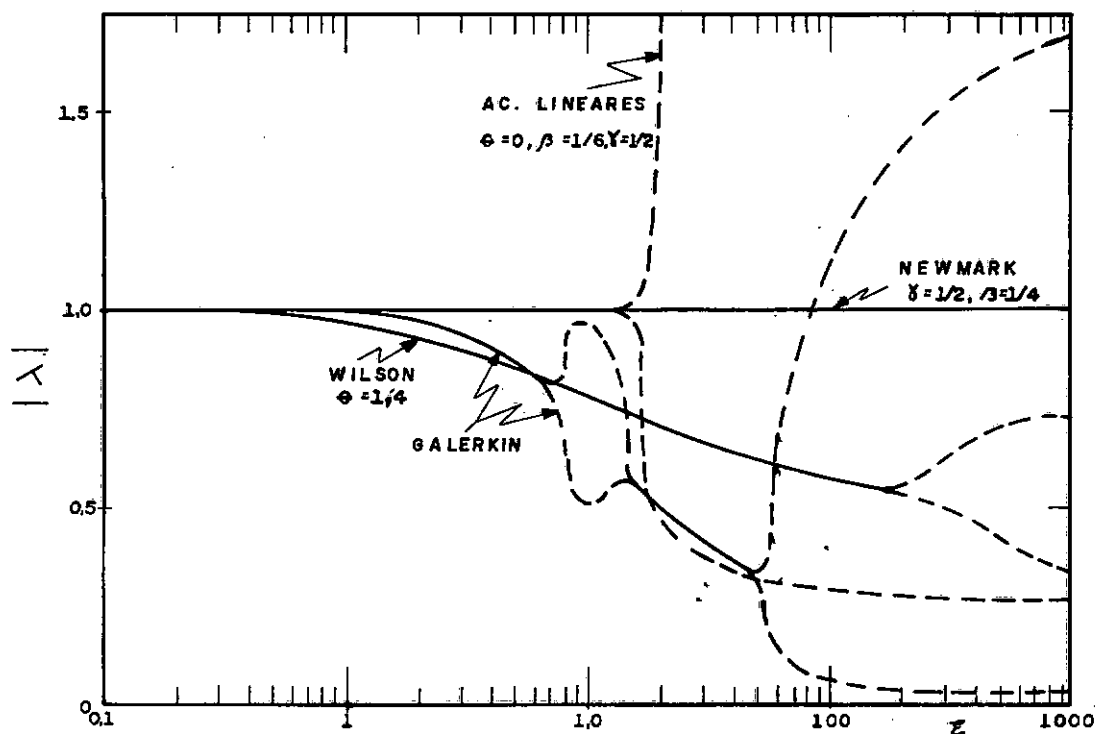 1.5
AC. LINEARES
θ=0, β=1/6, γ=1/2
1.0
NEWMARK
γ=1/2, β=1/4
|λ|
WILSON
θ=1,4
GALERKIN
0.5
0
0.1
1
1.0
100
1000